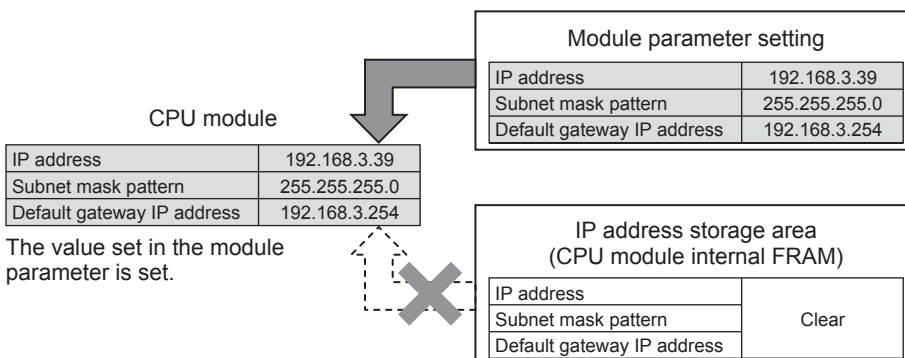 Module parameter setting
IP address 192.168.3.39
Subnet mask pattern 255.255.255.0
Default gateway IP address 192.168.3.254
CPU module
IP address 192.168.3.39
Subnet mask pattern 255.255.255.0
Default gateway IP address 192.168.3.254
The value set in the module
parameter is set.
IP address storage area
(CPU module internal FRAM)
IP address
Subnet mask pattern Clear
Default gateway IP address